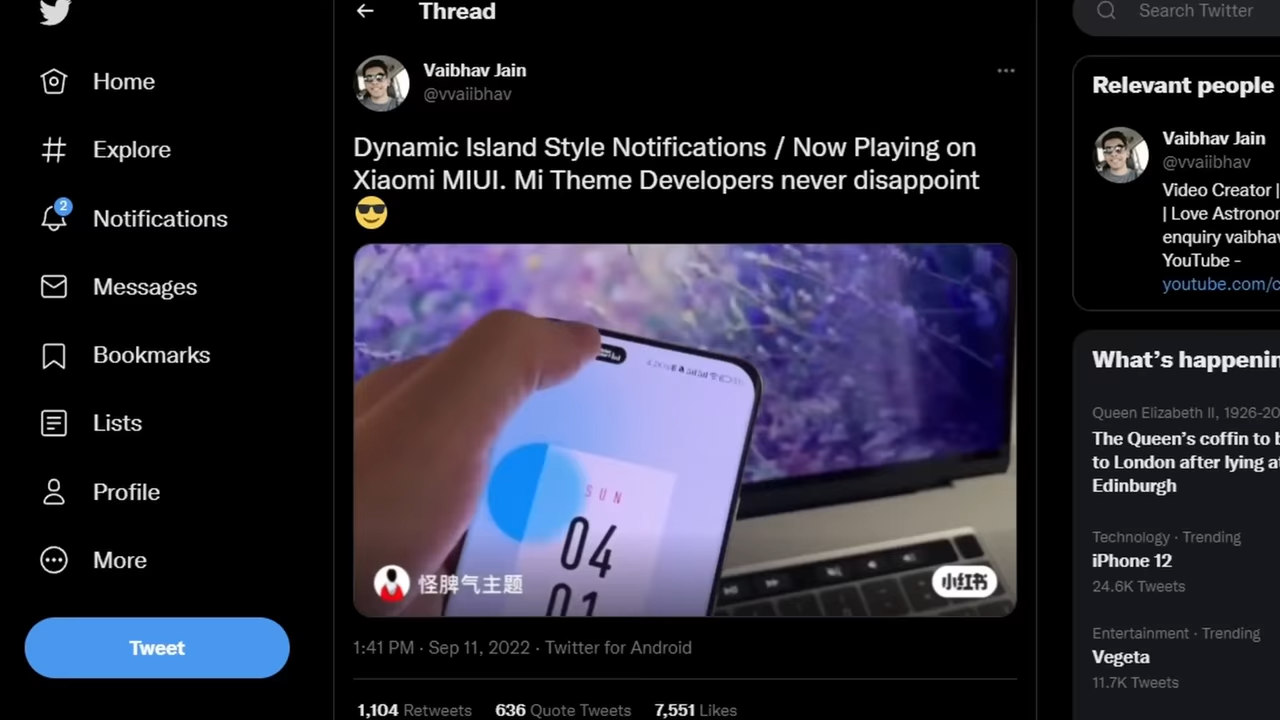 Thread
Search Twitter
Home
Explore
2
Notifications
Messages
Bookmarks
Lists
Profile
More
Tweet
Vaibhav Jain
@vvaiibhav
Dynamic Island Style Notifications / Now Playing on
Xiaomi MIUI. Mi Theme Developers never disappoint
😎
SUN
04
01
怪脾气主题
小红书
1:41 PM · Sep 11, 2022 · Twitter for Android
1,104 Retweets 636 Quote Tweets 7,551 Likes
Relevant people
Vaibhav Jain
@vvaiibhav
Video Creator |
| Love Astronor
enquiry vaibhav
YouTube -
youtube.com/c
What's happenin
Queen Elizabeth II, 1926-20
The Queen's coffin to b
to London after lying at
Edinburgh
Technology · Trending
iPhone 12
24.6K Tweets
Entertainment · Trending
Vegeta
11.7K Tweets